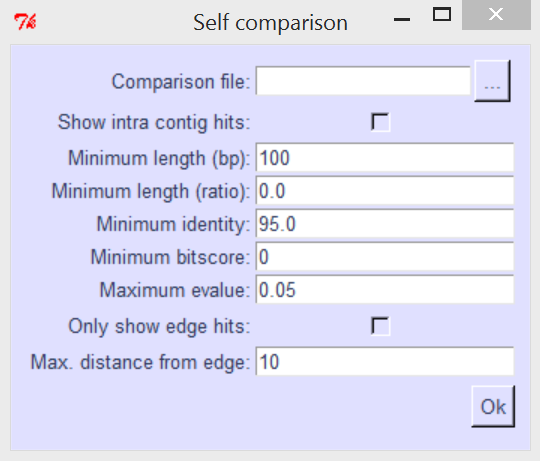 Self comparison
Comparison file: ...
Show intra contig hits:
Minimum length (bp): 100
Minimum length (ratio): 0.0
Minimum identity: 95.0
Minimum bitscore: 0
Maximum evalue: 0.05
Only show edge hits:
Max. distance from edge: 10
Ok